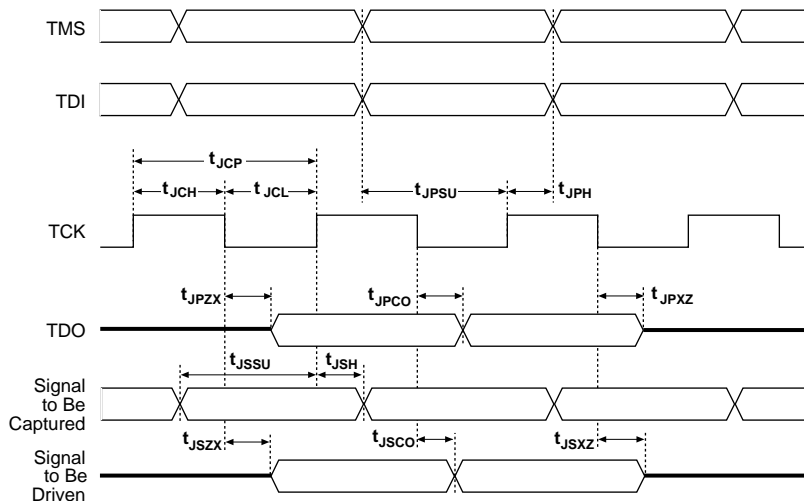 TMS
TDI
tJCP
tJCH
tJCL
tJPSU
tJPH
TCK
tJPZX
tJPCO
tJPXZ
TDO
tJSSU
tJSH
Signal
to Be
Captured
tJSZX
tJSCO
tJSXZ
Signal
to Be
Driven